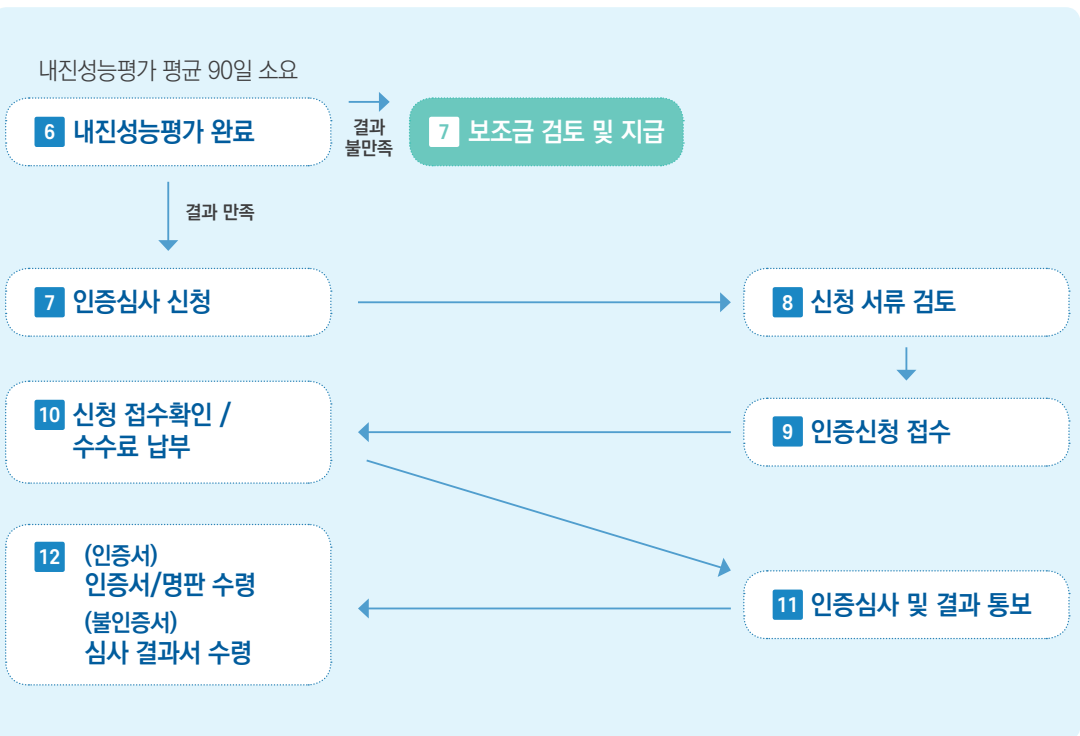 내진성능평가 평균 90일 소요
6 내진성능평가 완료
결과
불만족
7 보조금 검토 및 지급
결과 만족
7 인증심사 신청
8 신청 서류 검토
10 신청 접수확인 /
수수료 납부
9 인증신청 접수
12 (인증서)
인증서/명판 수령
(불인증서)
심사 결과서 수령
11 인증심사 및 결과 통보